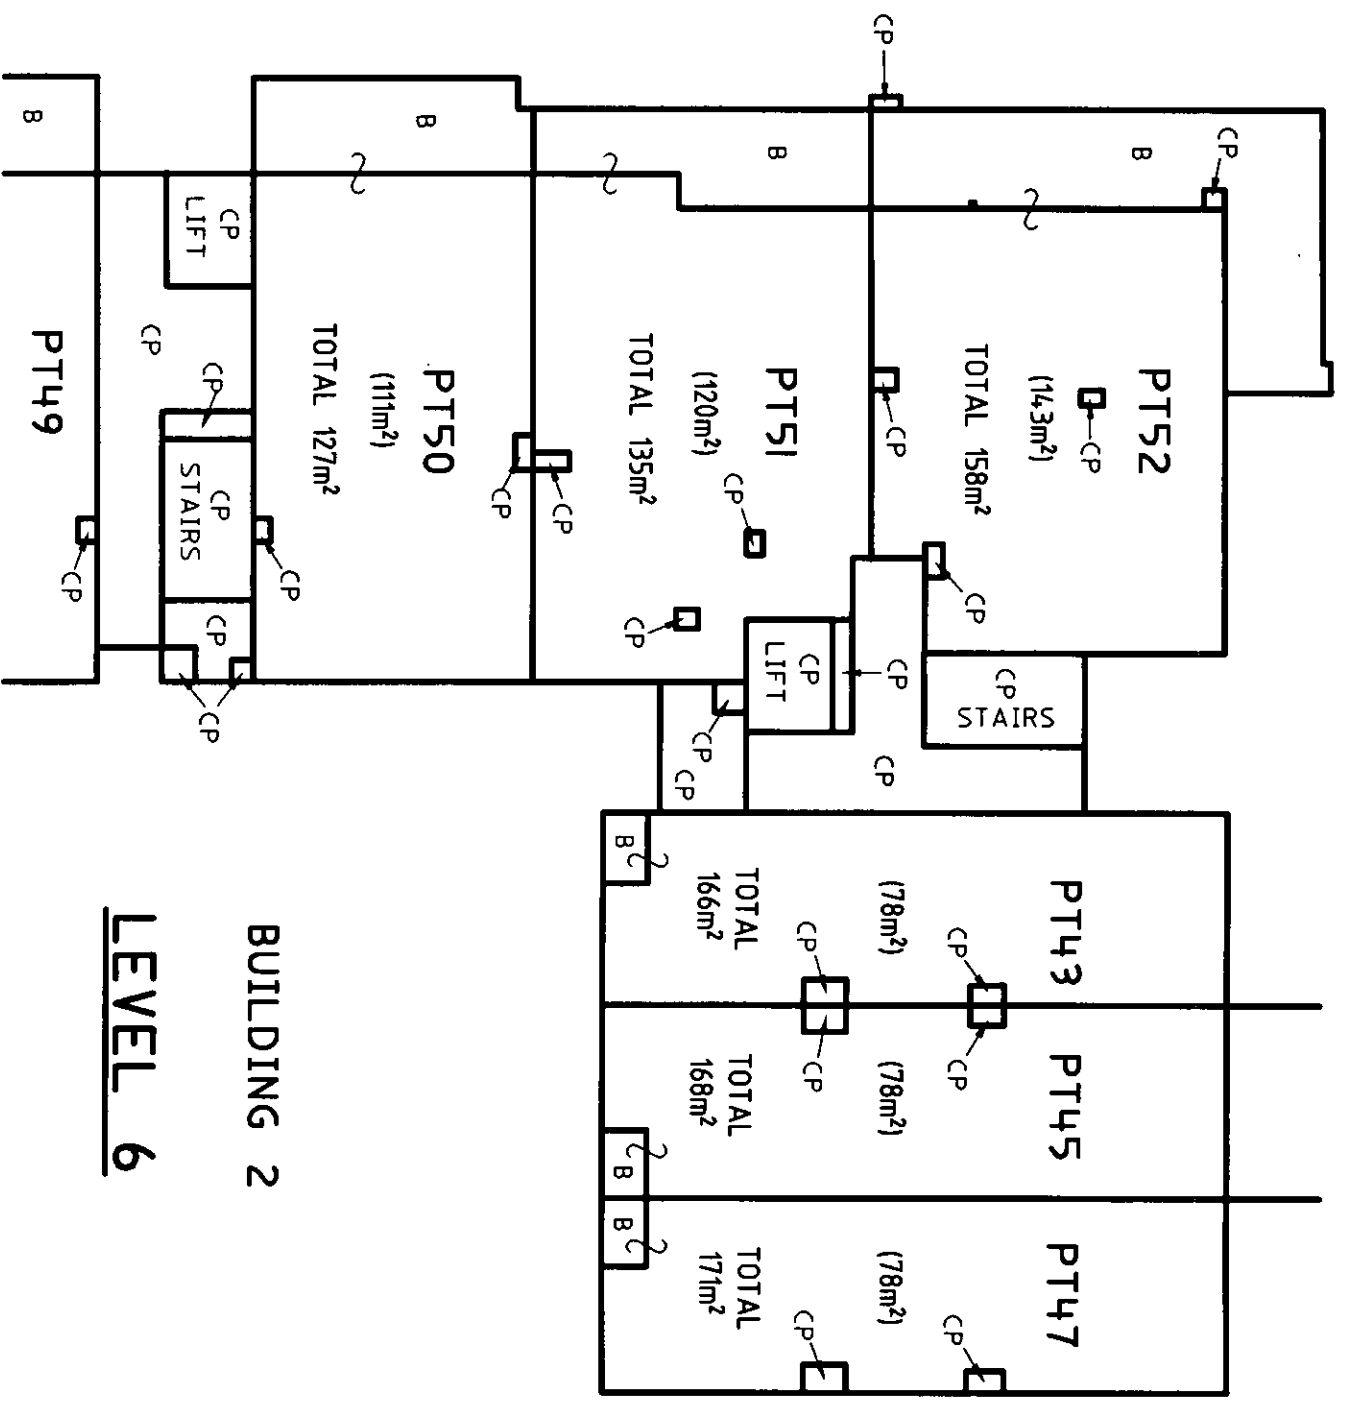 CP
B
CP
B
PT52
(143m²)
TOTAL 158m²
CP
CP
CP
CP
STAIRS
B
PT51
(120m²)
TOTAL 135m²
CP
CP
CP
CP
LIFT
CP
CP
CP
CP
B
PT50
(111m²)
TOTAL 127m²
CP
CP
CP
LIFT
CP
CP
CP
STAIRS
CP
CP
CP
B
PT49
CP
PT43
(78m²)
TOTAL
166m²
B
CP
CP
PT45
(78m²)
TOTAL
168m²
B
CP
CP
PT47
(78m²)
TOTAL
171m²
B
CP
CP
BUILDING 2
LEVEL 6